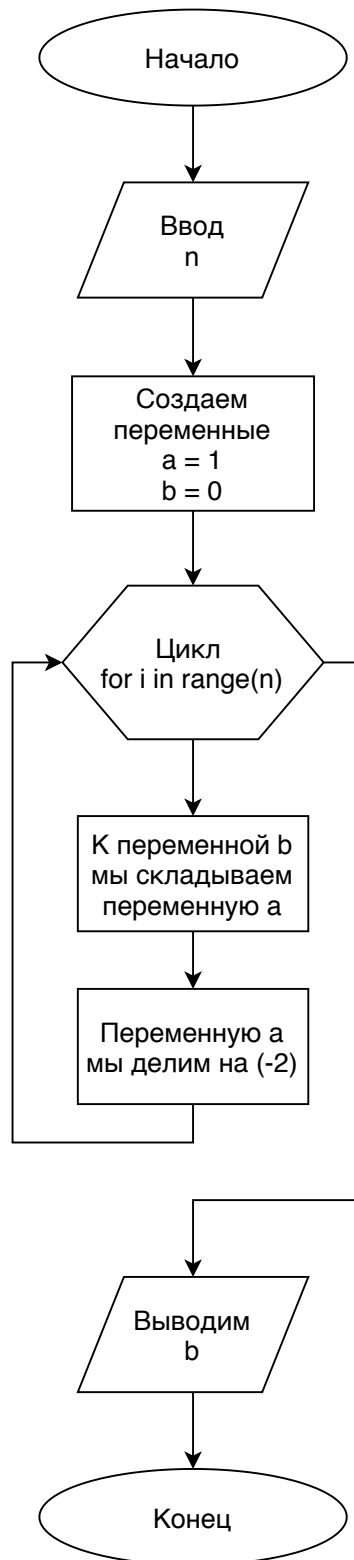 Начало
Ввод
n
Создаем
переменные
a = 1
b = 0
Цикл
for i in range(n)
К переменной b
мы складываем
переменную a
Переменную a
мы делим на (-2)
Выводим
b
Конец